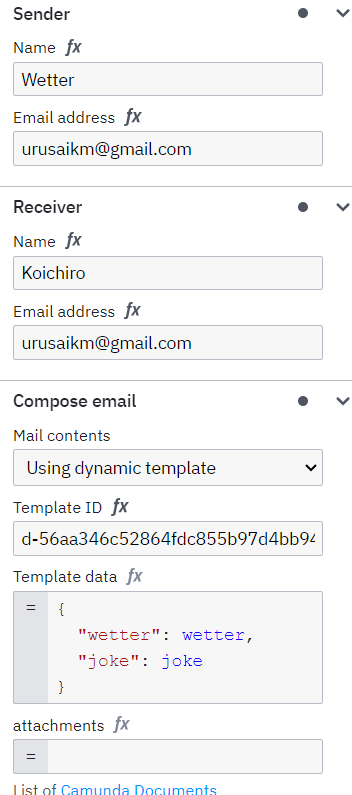 Sender
Name fx
Wetter
Email address fx
urusaikm@gmail.com
Receiver
Name fx
Koichiro
Email address fx
urusaikm@gmail.com
Compose email
Mail contents
Using dynamic template
Template ID fx
d-56aa346c52864fdc855b97d4bb94
Template data fx
= {
"wetter": wetter,
"joke": joke
}
attachments fx
=
List of Camunda Documents